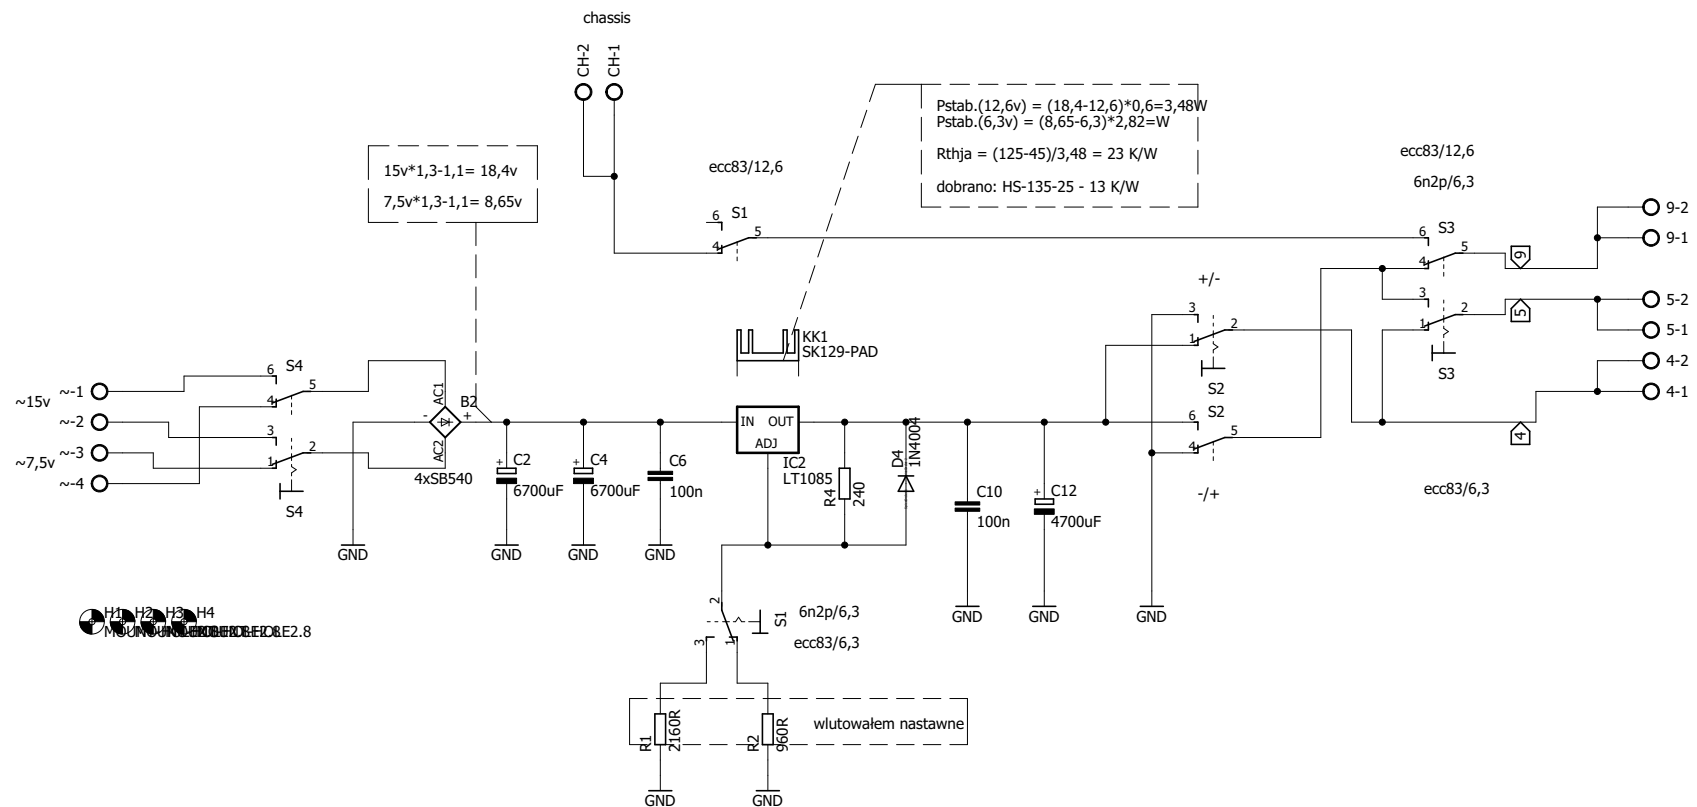 chassis
CH-2
CH-1
Pstab.(12,6v) = (18,4-12,6)*0,6=3,48W
Pstab.(6,3v) = (8,65-6,3)*2,82=W
Rthja = (125-45)/3,48 = 23 K/W
dobrano: HS-135-25 - 13 K/W
15v*1,3-1,1= 18,4v
7,5v*1,3-1,1= 8,65v
ecc83/12,6
6 S1
4 5
ecc83/12,6
6n2p/6,3
S3
6 5
4
9
9-2
9-1
3 2
1
5
S3
5-2
5-1
4-2
4-1
+/-
3
1 2
S2
S2
6
4 5
-/+
4
ecc83/6,3
KK1
SK129-PAD
~15v
~-1
~-2
~7,5v
~-3
~-4
S4
6 5
4
3 2
1
S4
AC1
- B2 +
AC2
4xSB540
GND
+ C2
6700uF
GND
+ C4
6700uF
GND
C6
100n
GND
IN OUT
ADJ
IC2
LT1085
R4
240
D4
1N4004
C10
100n
GND
+ C12
4700uF
GND
GND
2
3 1
S1
6n2p/6,3
ecc83/6,3
H1 H2 H3 H4
R1
2160R
R2
960R
wlutowałem nastawne
GND
GND